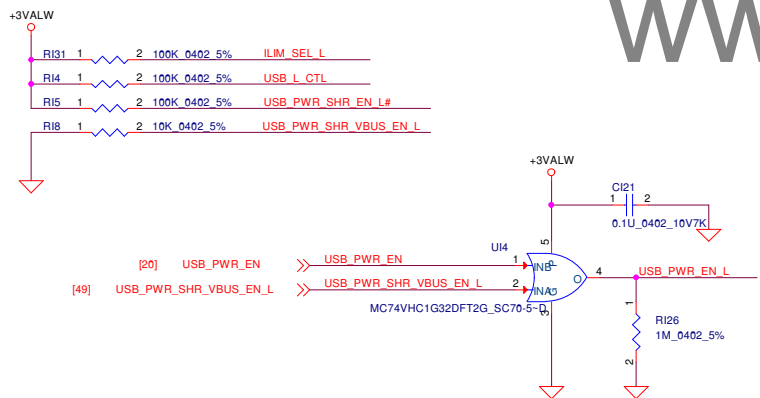 +3VALW
WW
RI31 1 2 100K_0402_5% ILIM_SEL_L
RI4 1 2 100K_0402_5% USB_L_CTL
RI5 1 2 100K_0402_5% USB_PWR_SHR_EN_L#
RI8 1 2 10K_0402_5% USB_PWR_SHR_VBUS_EN_L
+3VALW
CI21
1 2
0.1U_0402_10V7K
UI4
5
[20] USB_PWR_EN USB_PWR_EN 1 INB P
4 USB_PWR_EN_L
O
[49] USB_PWR_SHR_VBUS_EN_L USB_PWR_SHR_VBUS_EN_L 2 INA G
MC74VHC1G32DFT2G_SC70-5~D
3
1
RI26
1M_0402_5%
2